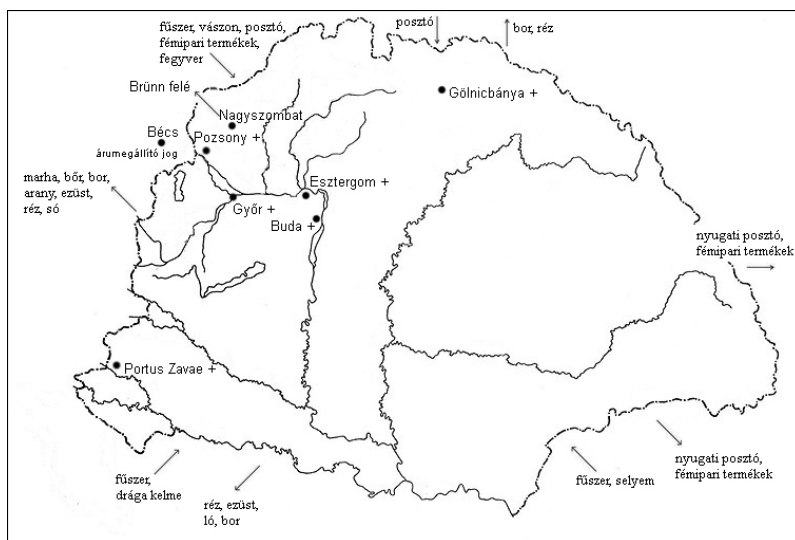 posztó
bor, réz
fűszer, vászon, posztó,
fémipari termékek,
fegyver
Brünn felé
Gölnicbánya +
Nagyszombat
Bécs
Pozsony +
árumegállító jog
marha, bőr, bor,
arany, ezüst,
réz, só
Esztergom +
Győr +
Buda +
nyugati posztó,
fémipari termékek
Portus Zavae +
fűszer,
drága kelme
réz, ezüst,
ló, bor
fűszer, selyem
nyugati posztó,
fémipari termékek